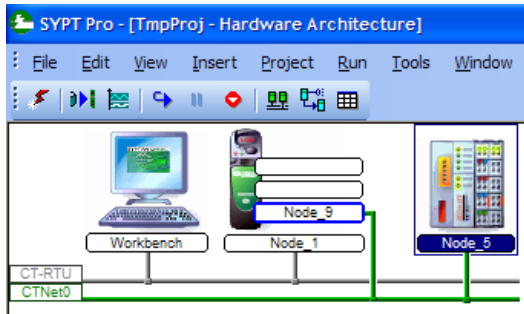 SYPT Pro - [TmpProj - Hardware Architecture]
File Edit View Insert Project Run Tools Window
Node_9
Workbench Node_1 Node_5
CT-RTU
CTNet0